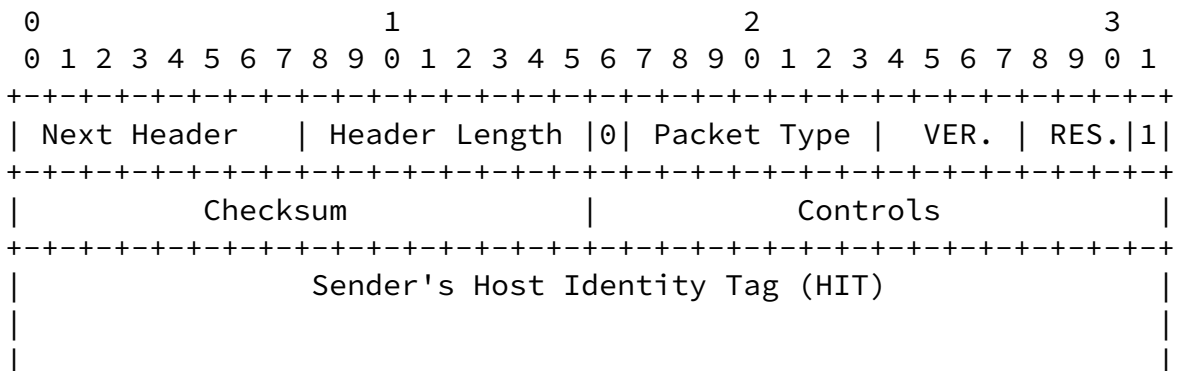 0                   1                   2                   3
 0 1 2 3 4 5 6 7 8 9 0 1 2 3 4 5 6 7 8 9 0 1 2 3 4 5 6 7 8 9 0 1
+-+-+-+-+-+-+-+-+-+-+-+-+-+-+-+-+-+-+-+-+-+-+-+-+-+-+-+-+-+-+-+-+
| Next Header   | Header Length |0| Packet Type |  VER. | RES.|1|
+-+-+-+-+-+-+-+-+-+-+-+-+-+-+-+-+-+-+-+-+-+-+-+-+-+-+-+-+-+-+-+-+
|          Checksum             |           Controls            |
+-+-+-+-+-+-+-+-+-+-+-+-+-+-+-+-+-+-+-+-+-+-+-+-+-+-+-+-+-+-+-+-+
|                Sender's Host Identity Tag (HIT)               |
|                                                               |
|                                                               |